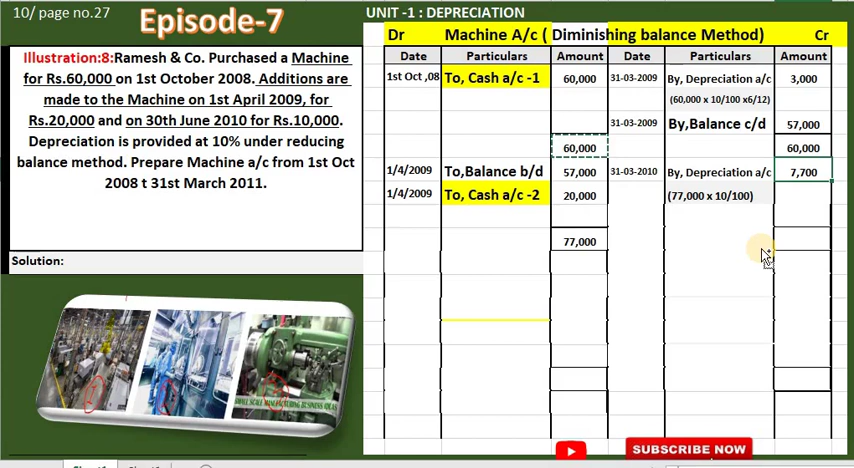 10/ page no.27
Episode-7
UNIT -1 : DEPRECIATION
Illustration:8:Ramesh & Co. Purchased a Machine
for Rs.60,000 on 1st October 2008. Additions are
made to the Machine on 1st April 2009, for
Rs.20,000 and on 30th June 2010 for Rs.10,000.
Depreciation is provided at 10% under reducing
balance method. Prepare Machine a/c from 1st Oct
2008 t 31st March 2011.
Solution:
Dr Machine A/c ( Diminishing balance Method) Cr
Date Particulars Amount Date Particulars Amount
1st Oct ,08 To, Cash a/c -1 60,000 31-03-2009 By, Depreciation a/c 3,000
(60,000 x 10/100 x6/12)
31-03-2009 By,Balance c/d 57,000
60,000 60,000
1/4/2009 To,Balance b/d 57,000 31-03-2010 By, Depreciation a/c 7,700
1/4/2009 To, Cash a/c -2 20,000 (77,000 x 10/100)
77,000
SMALL SCALE MANUFACTURING BUSINESS IDEAS
SUBSCRIBE NOW